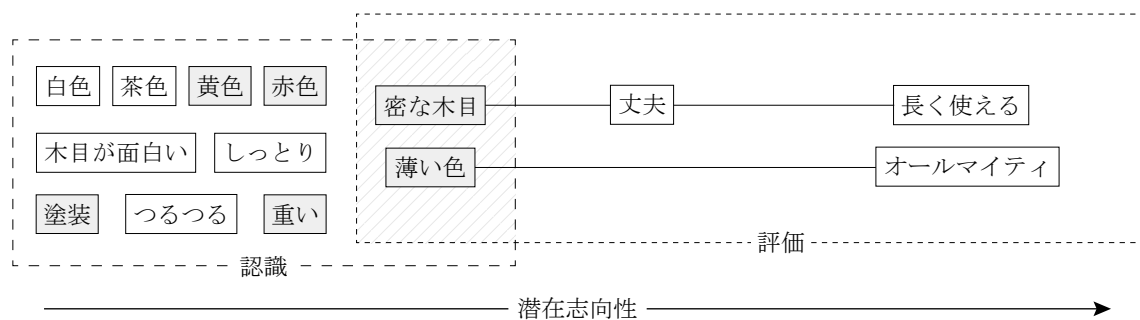 白色 茶色 黄色 赤色
密な木目 丈夫 長く使える
木目が面白い しっとり
薄い色 オールマイティ
塗装 つるつる 重い
評価
認識
潜在志向性